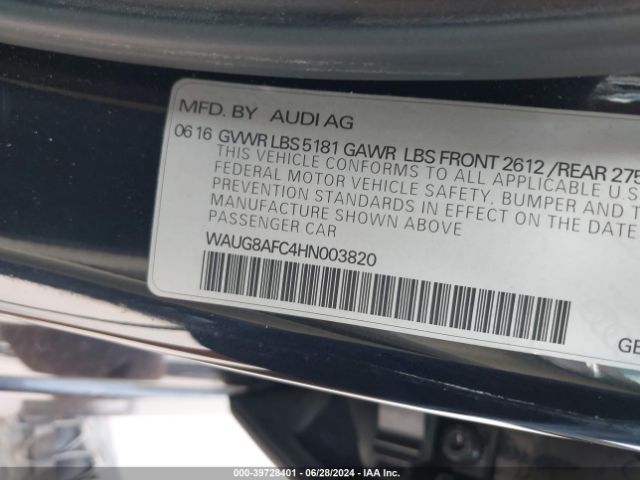 MFD. BY AUDI AG
06 16 GVWR LBS 5181 GAWR LBS FRONT 2612 /REAR 275
THIS VEHICLE CONFORMS TO ALL APPLICABLE U S
FEDERAL MOTOR VEHICLE SAFETY, BUMPER AND T
PREVENTION STANDARDS IN EFFECT ON THE DATE
MANUFACTURE SHOWN ABOVE
PASSENGER CAR
WAUG8AFC4HN003820
GE
000-39728401 / 06/28/2024 - IAA Inc.